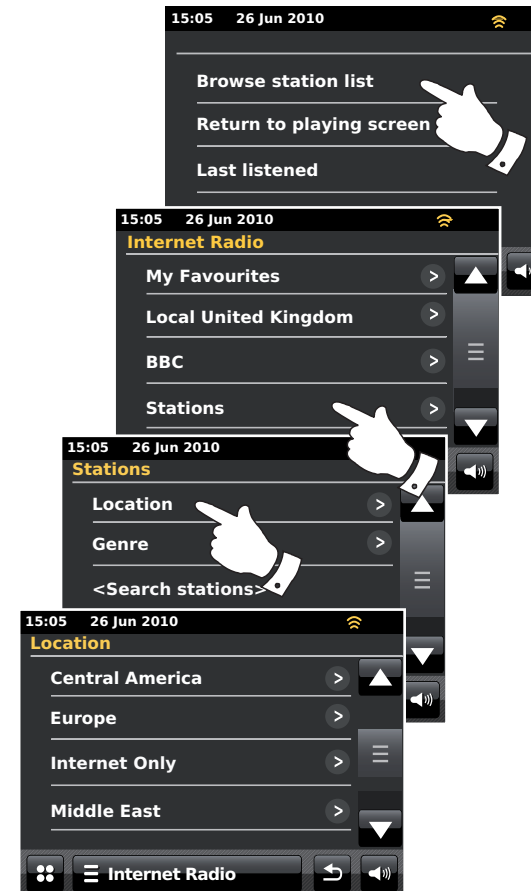 15:05 26 Jun 2010
Browse station list
Return to playing screen
Last listened
15:05 26 Jun 2010
Internet Radio
My Favourites >
Local United Kingdom >
BBC >
Stations >
15:05 26 Jun 2010
Stations
Location >
Genre >
<Search stations>
15:05 26 Jun 2010
Location
Central America >
Europe >
Internet Only >
Middle East >
Internet Radio